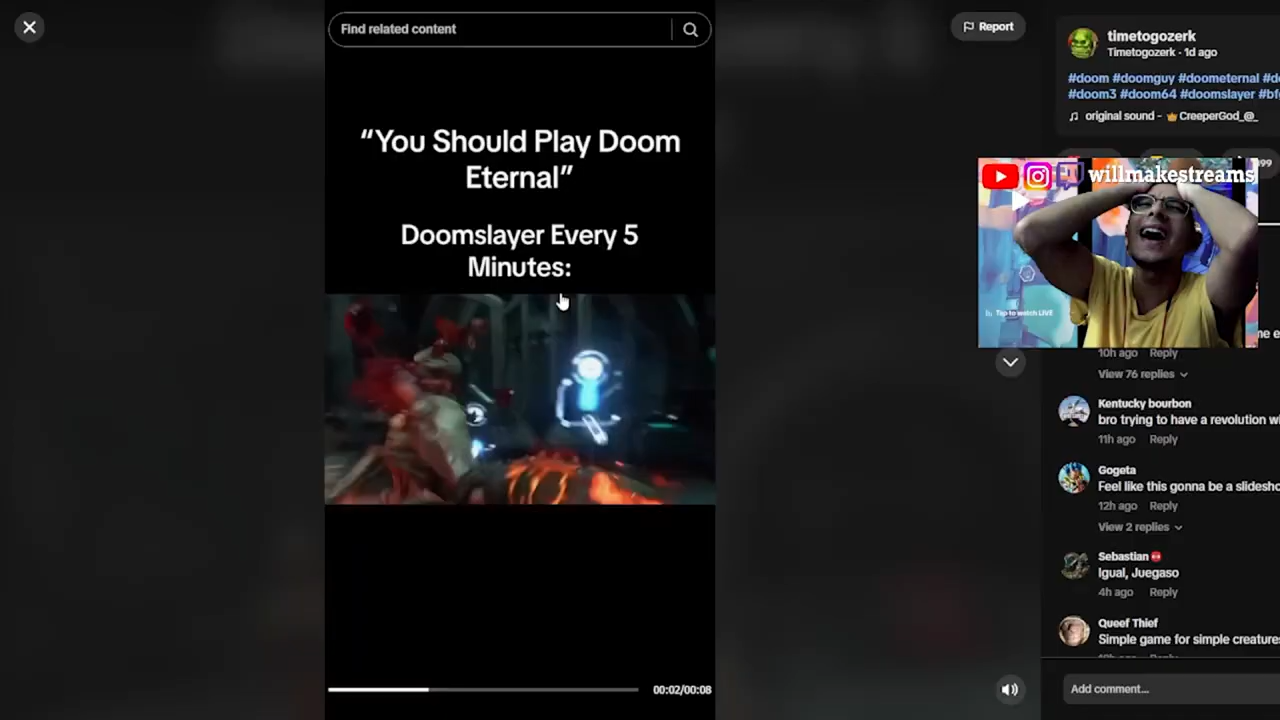 Find related content
Report
“You Should Play Doom
Eternal”
Doomslayer Every 5
Minutes:
00:02/00:08
timetogozerk
Timetogozerk · 1d ago
#doom #doomguy #doometernal
#doom3 #doom64 #doomslayer
original sound - 👑CreeperGod_@_
willmakestreams
Tap to watch LIVE
10h ago Reply
View 76 replies
Kentucky bourbon
bro trying to have a revolution
11h ago Reply
Gogeta
Feel like this gonna be a
12h ago Reply
View 2 replies
Sebastian
Igual, Juegaso
4h ago Reply
Queef Thief
Simple game for simple creatures
Add comment...